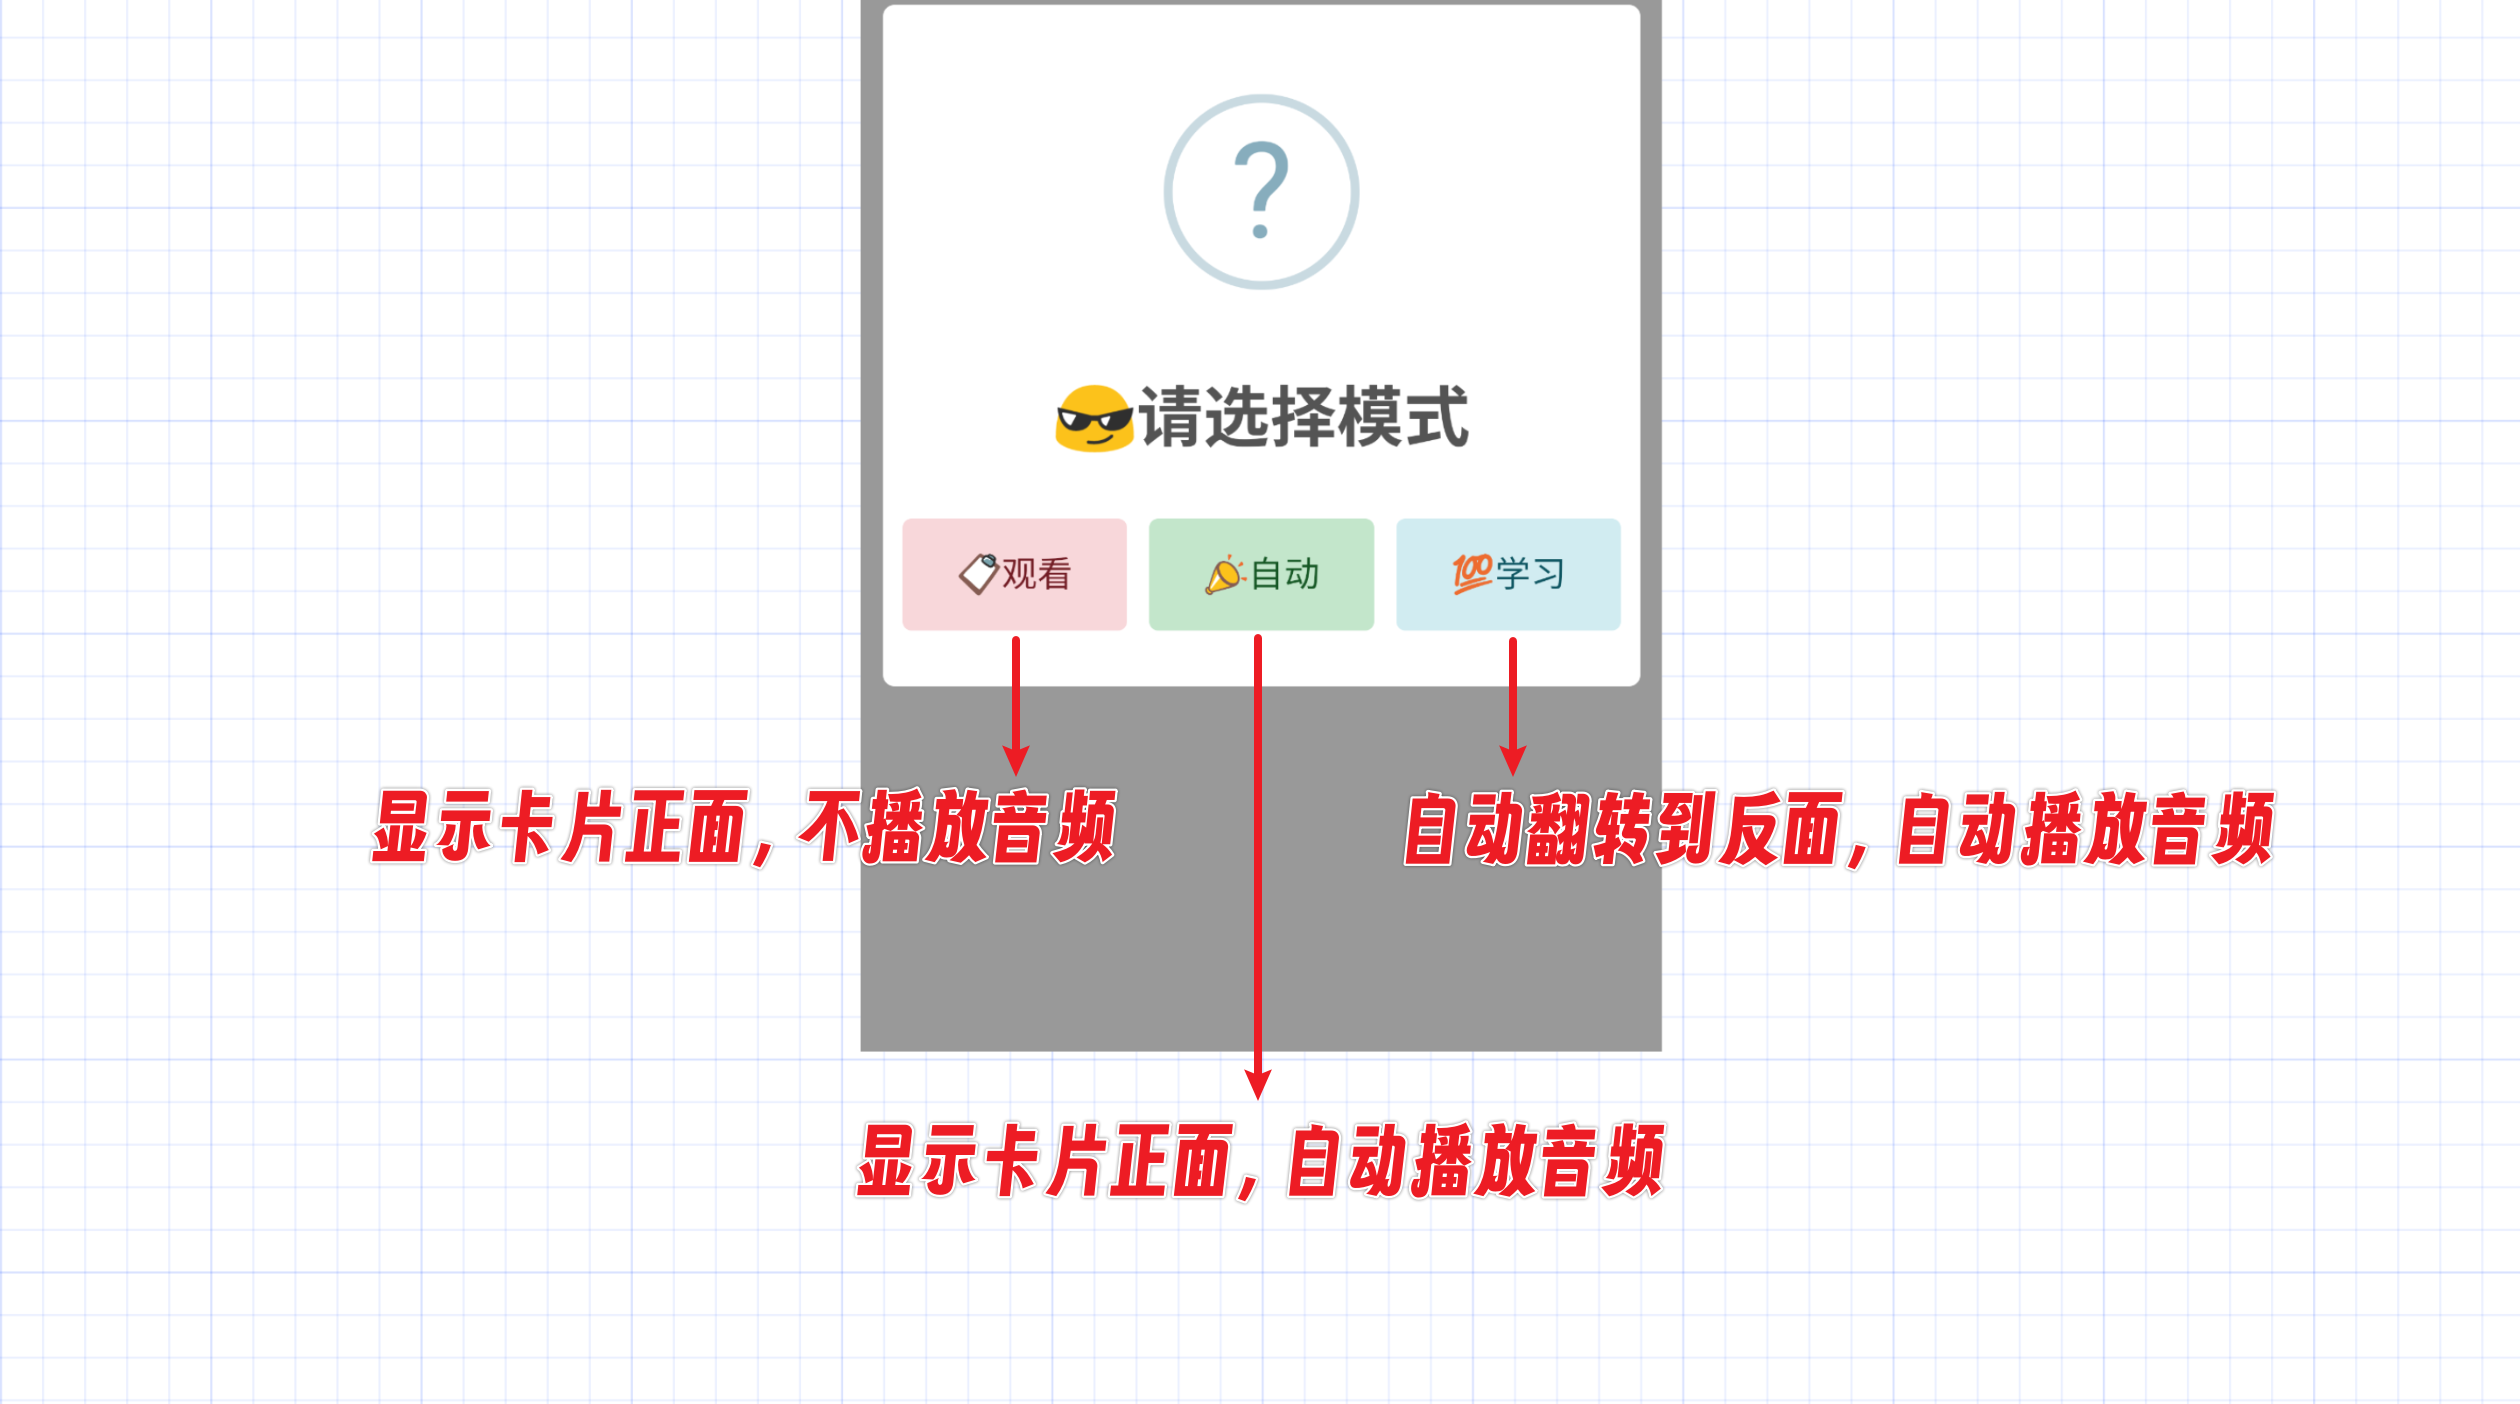 ?
😎请选择模式
🏷观看
📣自动
💯学习
显示卡片正面，不播放音频
自动翻转到反面，自动播放音频
显示卡片正面，自动播放音频